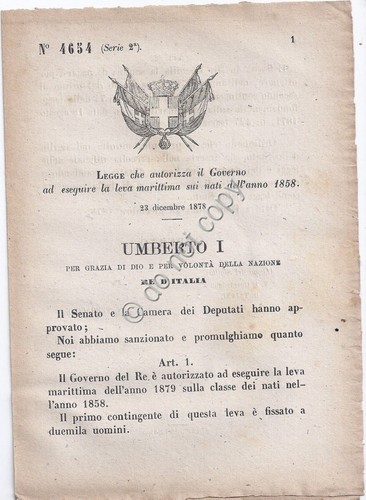 N° 4654 (Serie 2ª).
1
LEGGE che autorizza il Governo
ad eseguire la leva marittima sui nati dell'anno 1858.
23 dicembre 1878
UMBERTO I
PER GRAZIA DI DIO E PER VOLONTÀ DELLA NAZIONE
RE D'ITALIA
Il Senato e la Camera dei Deputati hanno ap-
provato;
Noi abbiamo sanzionato e promulghiamo quanto
segue:
Art. 1.
Il Governo del Re è autorizzato ad eseguire la leva
marittima dell'anno 1879 sulla classe dei nati nel-
l'anno 1858.
Il primo contingente di questa leva è fissato a
duemila uomini.
do not copy